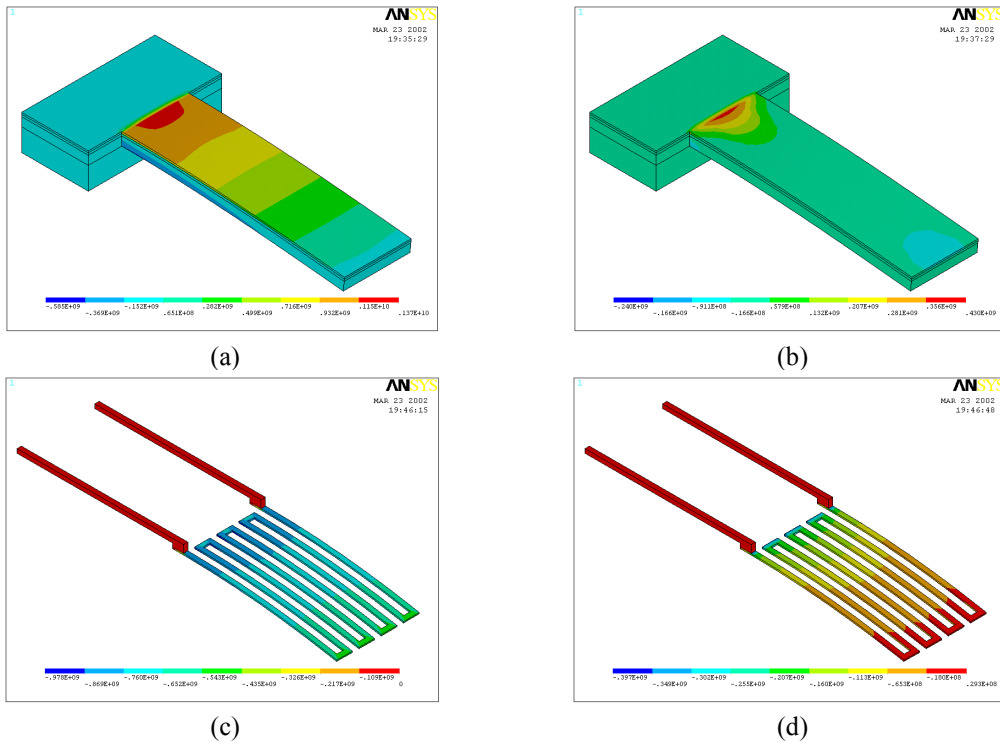 1
ANSYS
MAR 23 2002
19:35:29
-.585E+09 -.152E+09 .282E+09 .716E+09 .115E+10
-.369E+09 .651E+08 .499E+09 .932E+09 .137E+10
(a)
1
ANSYS
MAR 23 2002
19:37:29
-.240E+09 -.911E+08 .579E+08 .207E+09 .356E+09
-.166E+09 -.166E+08 .132E+09 .281E+09 .430E+09
(b)
1
ANSYS
MAR 23 2002
19:46:15
-.978E+09 -.760E+09 -.543E+09 -.326E+09 -.109E+09
-.869E+09 -.652E+09 -.435E+09 -.217E+09 0
(c)
1
ANSYS
MAR 23 2002
19:46:48
-.397E+09 -.302E+09 -.207E+09 -.113E+09 -.180E+08
-.349E+09 -.255E+09 -.160E+09 -.653E+08 .293E+08
(d)